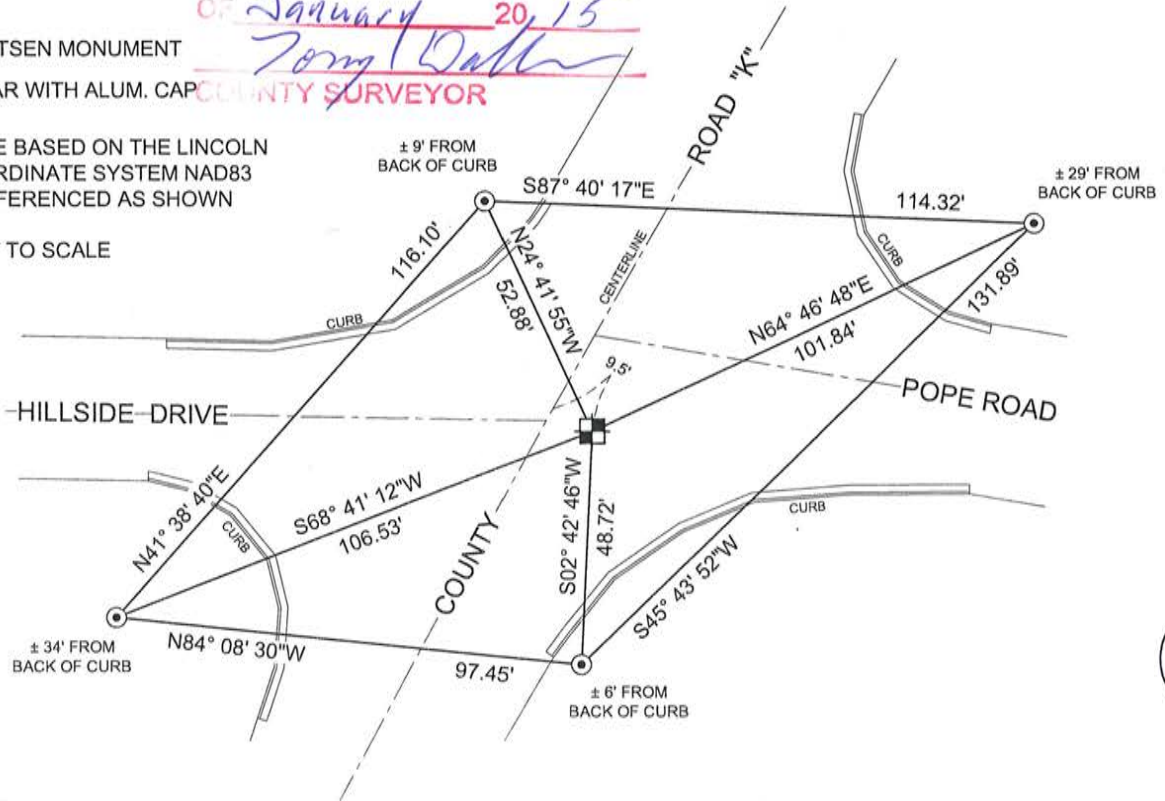 OF January 20 15
TSEN MONUMENT
AR WITH ALUM. CAP
COUNTY SURVEYOR
E BASED ON THE LINCOLN
RDINATE SYSTEM NAD83
FERENCED AS SHOWN
TO SCALE
± 9' FROM
BACK OF CURB
ROAD "K"
± 29' FROM
BACK OF CURB
S87° 40' 17"E
114.32'
116.10'
N24° 41' 55"W
52.88'
CENTERLINE
CURB
131.89'
N64° 46' 48"E
101.84'
CURB
9.5'
HILLSIDE DRIVE
POPE ROAD
N41° 38' 40"E
CURB
S68° 41' 12"W
106.53'
COUNTY
S02° 42' 46"W
48.72'
CURB
S45° 43' 52"W
± 34' FROM
BACK OF CURB
N84° 08' 30"W
97.45'
± 6' FROM
BACK OF CURB